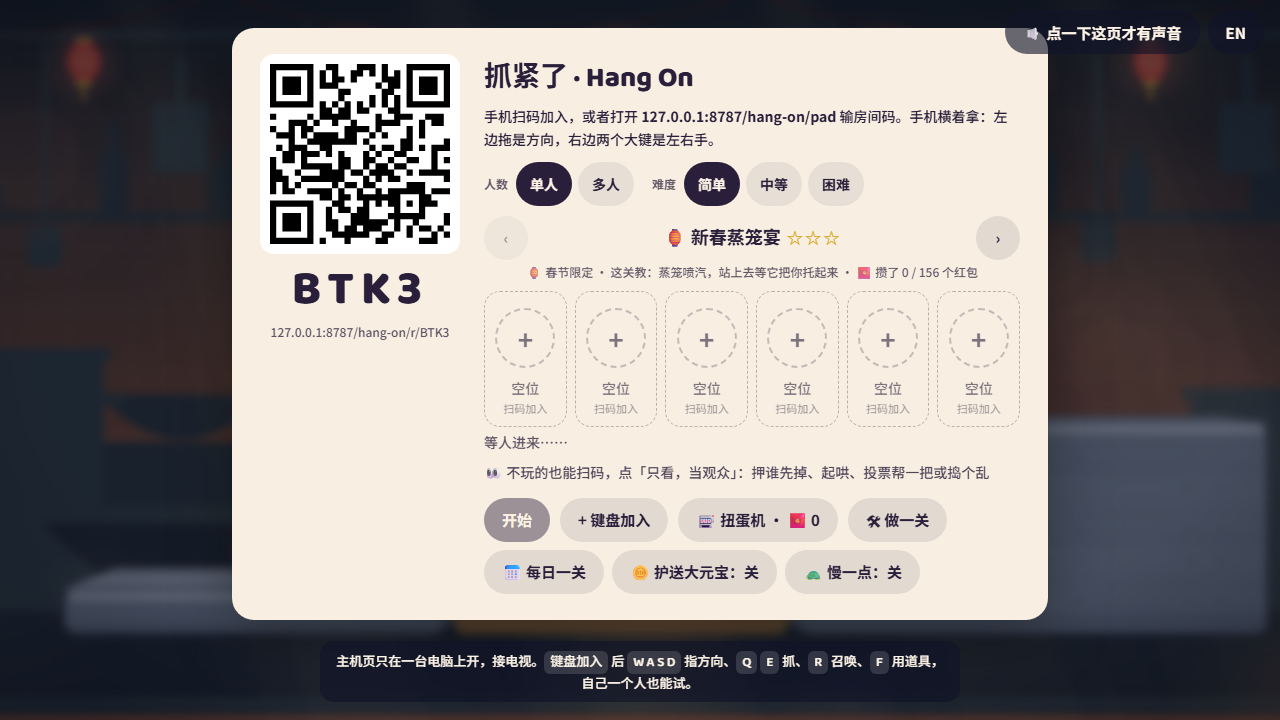 点一下这页才有声音
EN
抓紧了 · Hang On
手机扫码加入，或者打开 127.0.0.1:8787/hang-on/pad 输房间码。手机横着拿：左
边拖是方向，右边两个大键是左右手。
人数 单人 多人 难度 简单 中等 困难
‹ 新春蒸笼宴 ☆☆☆ ›
春节限定 · 这关教：蒸笼喷汽，站上去等它把你托起来 · 攒了 0 / 156 个红包
+ + + + + +
空位 空位 空位 空位 空位 空位
扫码加入 扫码加入 扫码加入 扫码加入 扫码加入 扫码加入
BTK3
127.0.0.1:8787/hang-on/r/BTK3
等人进来……
不玩的也能扫码，点「只看，当观众」：押谁先掉、起哄、投票帮一把或捣个乱
开始 + 键盘加入 扭蛋机 · 0 做一关
每日一关 护送大元宝：关 慢一点：关
主机页只在一台电脑上开，接电视。 键盘加入 后 WASD 指方向、 Q E 抓、 R 召唤、 F 用道具，
自己一个人也能试。